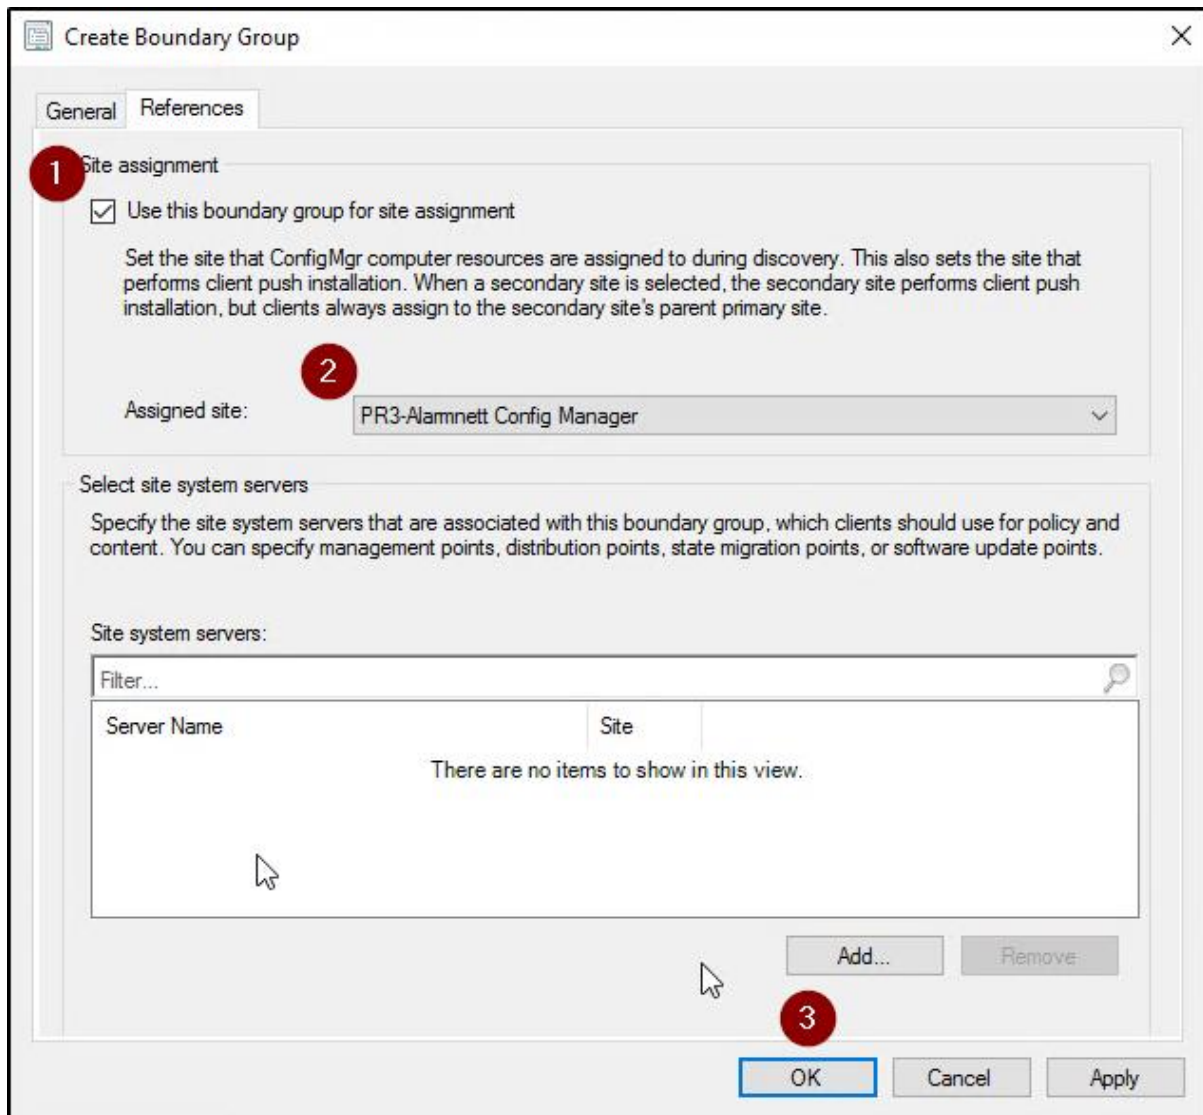 Create Boundary Group
General
References
1
Site assignment
Use this boundary group for site assignment
Set the site that ConfigMgr computer resources are assigned to during discovery. This also sets the site that
performs client push installation. When a secondary site is selected, the secondary site performs client push
installation, but clients always assign to the secondary site's parent primary site.
2
Assigned site:
PR3-Alamnett Config Manager
Select site system servers
Specify the site system servers that are associated with this boundary group, which clients should use for policy and
content. You can specify management points, distribution points, state migration points, or software update points.
Site system servers:
Filter...
Server Name
Site
There are no items to show in this view.
Add...
Remove
3
OK
Cancel
Apply